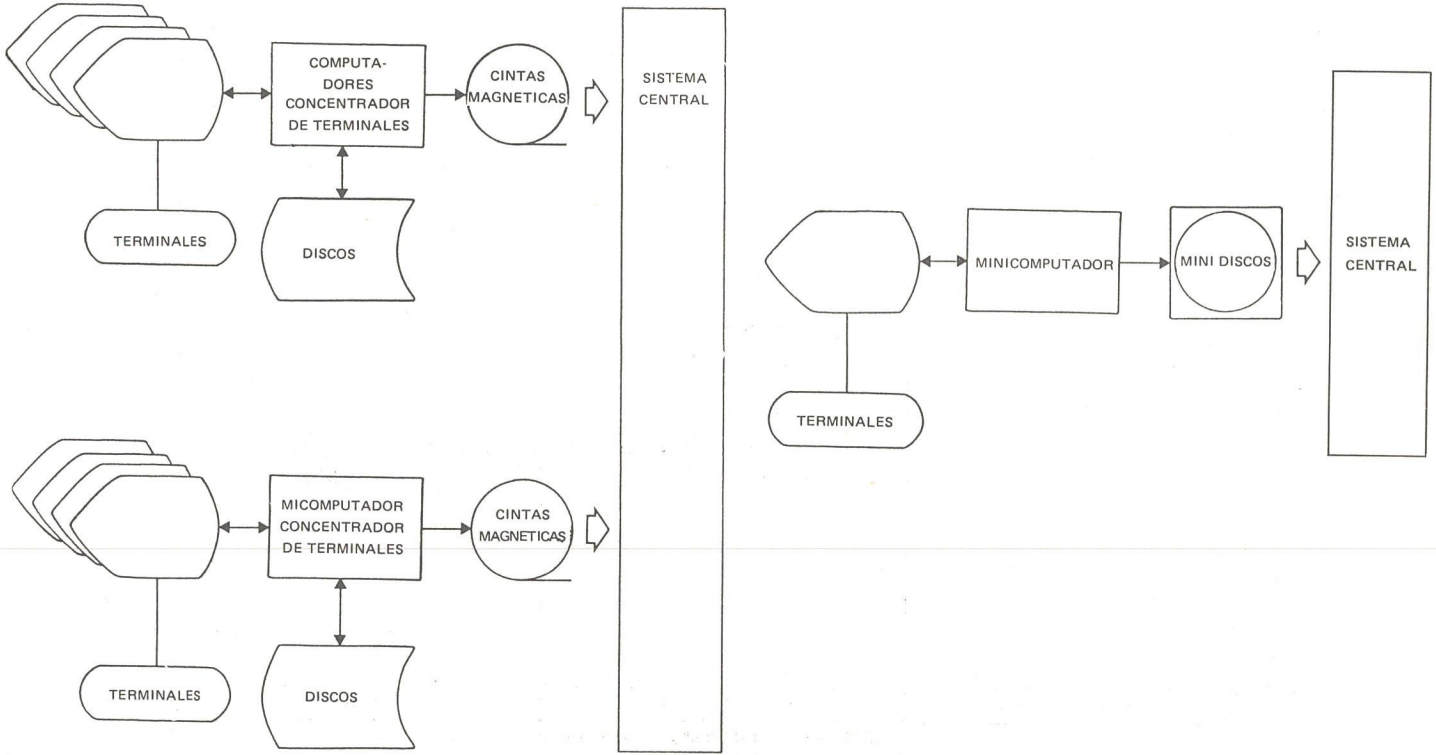 COMPUTA-
DORES
CONCENTRADOR
DE TERMINALES
CINTAS
MAGNETICAS
SISTEMA
CENTRAL
TERMINALES
DISCOS
MICOMPUTADOR
CONCENTRADOR
DE TERMINALES
CINTAS
MAGNETICAS
TERMINALES
DISCOS
MINICOMPUTADOR
MINI DISCOS
SISTEMA
CENTRAL
TERMINALES